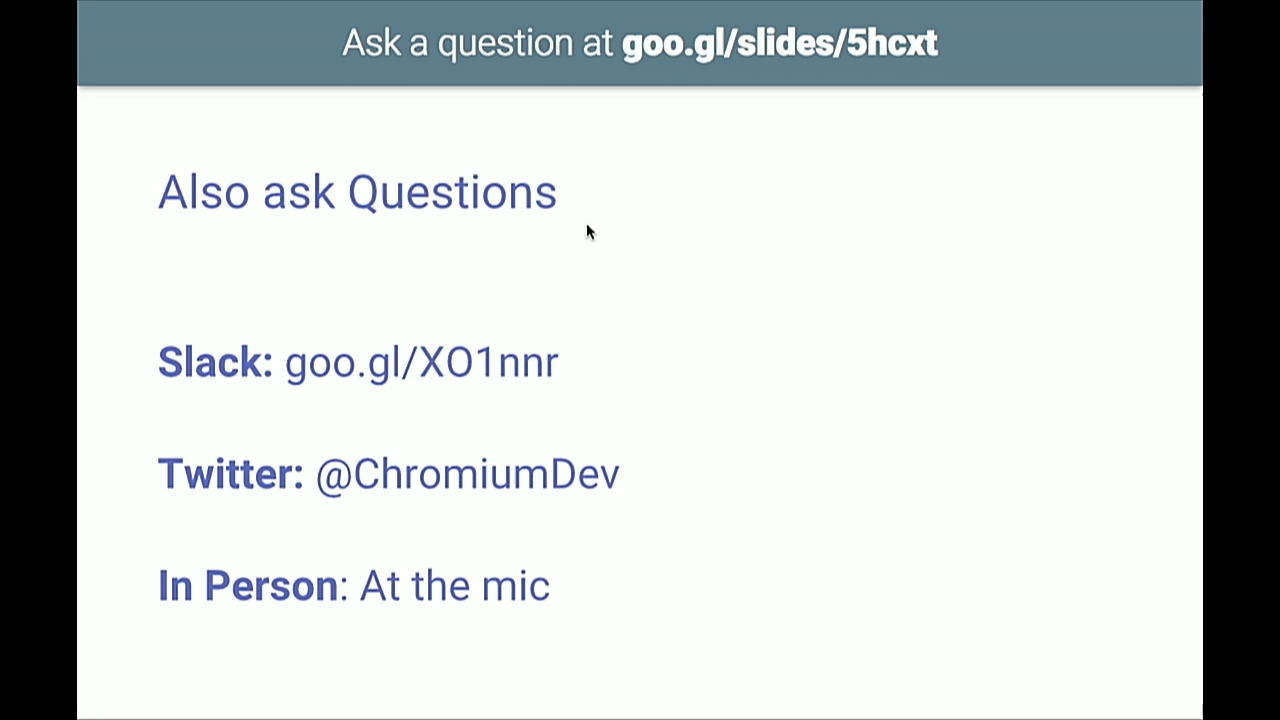 Ask a question at goo.gl/slides/5hcxt
Also ask Questions
Slack: goo.gl/XO1nnr
Twitter: @ChromiumDev
In Person: At the mic